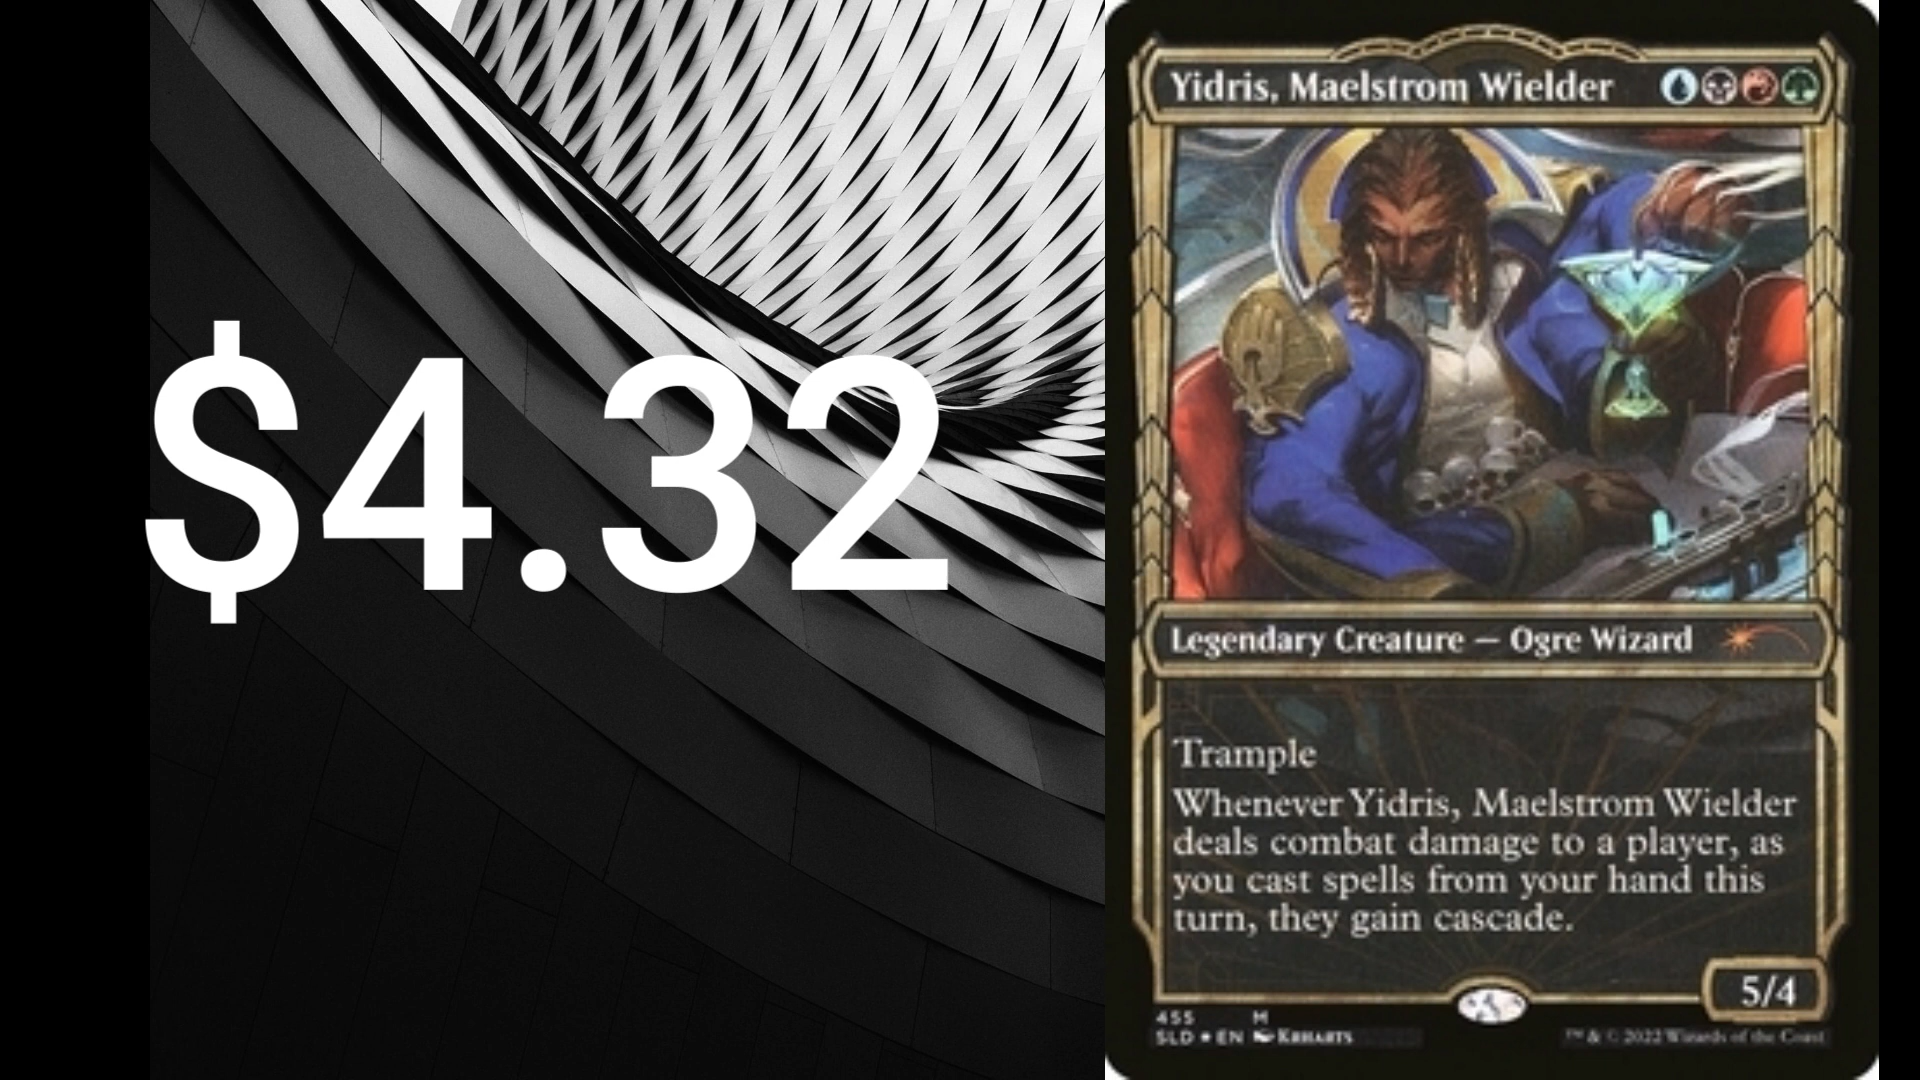 $4.32
Yidris, Maelstrom Wielder
Legendary Creature — Ogre Wizard
Trample
Whenever Yidris, Maelstrom Wielder
deals combat damage to a player, as
you cast spells from your hand this
turn, they gain cascade.
5/4
455 M
SLD ★ EN KRHARTS
™ & © 2022 Wizards of the Coast